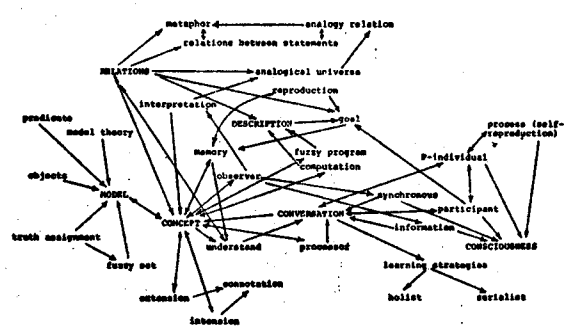 metaphor analogy relation
relations between statements
RELATIONS analogical universe
reproduction
interpretation
predicate DESCRIPTION goal process (self-
model theory reproduction)
Memory fuzzy program P-individual
computation
objects observer
MODEL synchronous
CONCEPT CONVERSATION participant
information
truth assignment understand CONSCIOUSNESS
fuzzy set learning strategies
connotation
extension holist serialist
intension